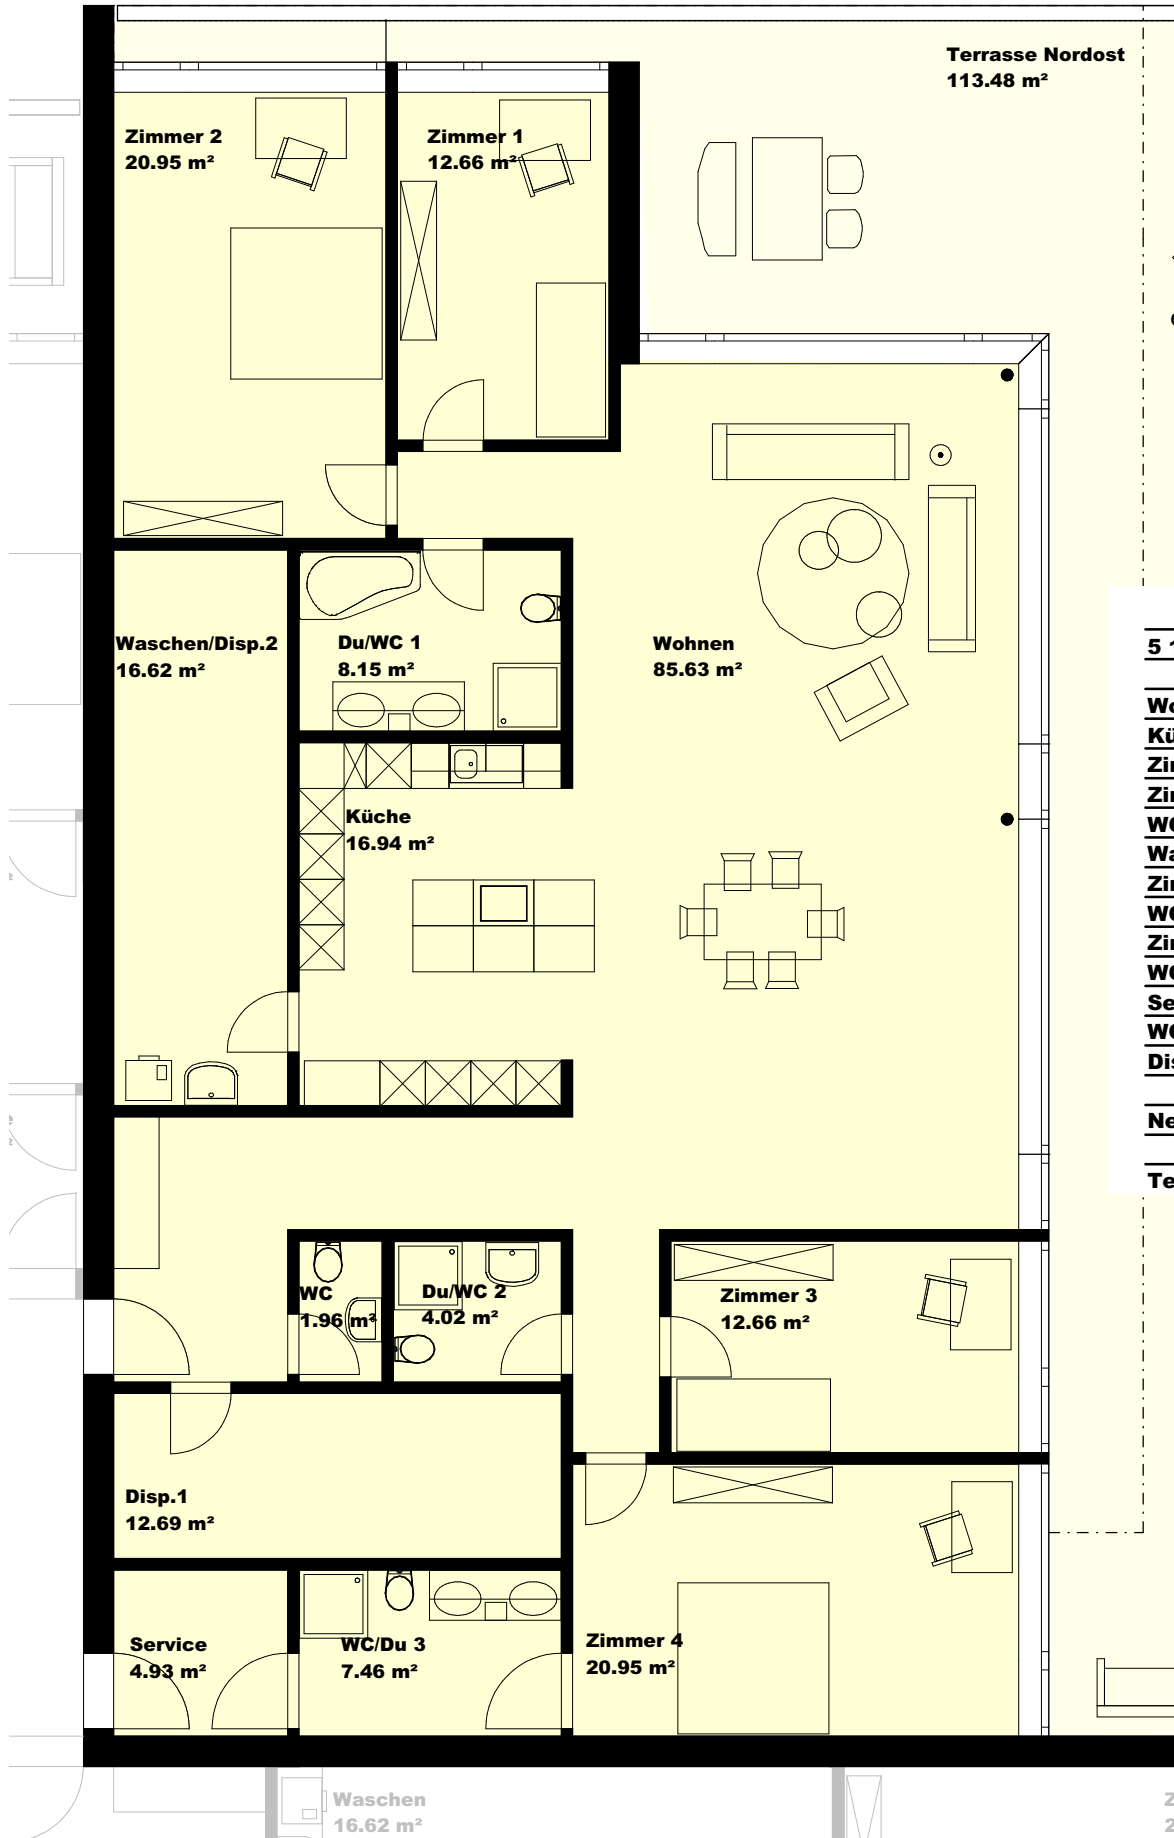 Terrasse Nordost
113.48 m²
Zimmer 2
20.95 m²
Zimmer 1
12.66 m²
Waschen/Disp.2
16.62 m²
Du/WC 1
8.15 m²
Wohnen
85.63 m²
Küche
16.94 m²
WC
1.96 m²
Du/WC 2
4.02 m²
Zimmer 3
12.66 m²
Disp.1
12.69 m²
Service
4.93 m²
WC/Du 3
7.46 m²
Zimmer 4
20.95 m²
Waschen
16.62 m²